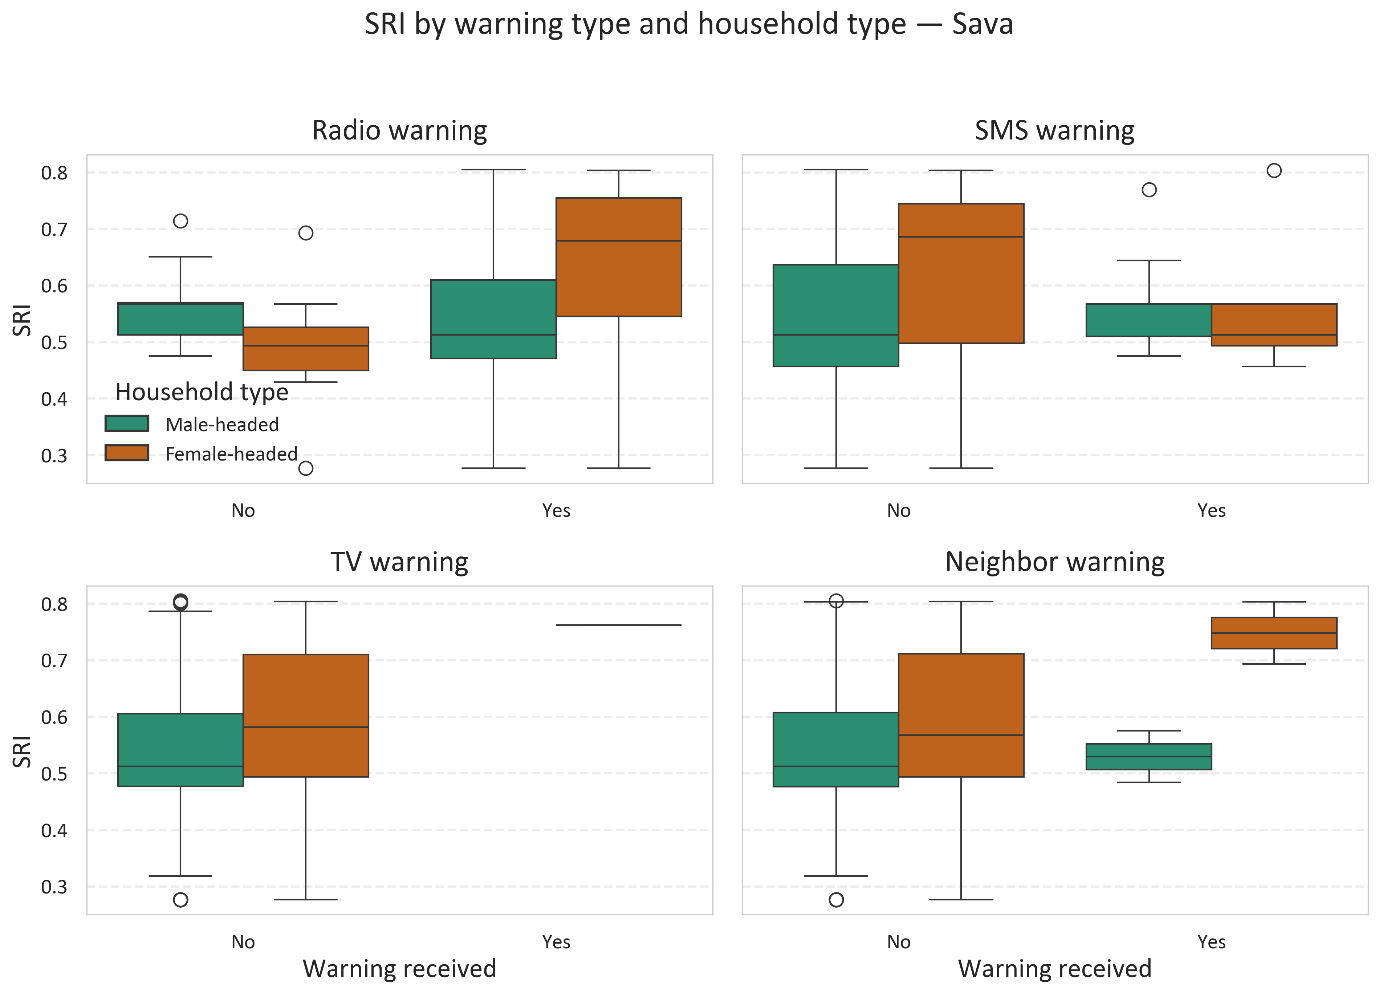 SRI by warning type and household type — Sava
Radio warning
SRI
0.8
0.7
0.6
0.5
0.4
0.3
Household type
Male-headed
Female-headed
No
Yes
SMS warning
No
Yes
TV warning
SRI
0.8
0.7
0.6
0.5
0.4
0.3
No
Yes
Warning received
Neighbor warning
No
Yes
Warning received